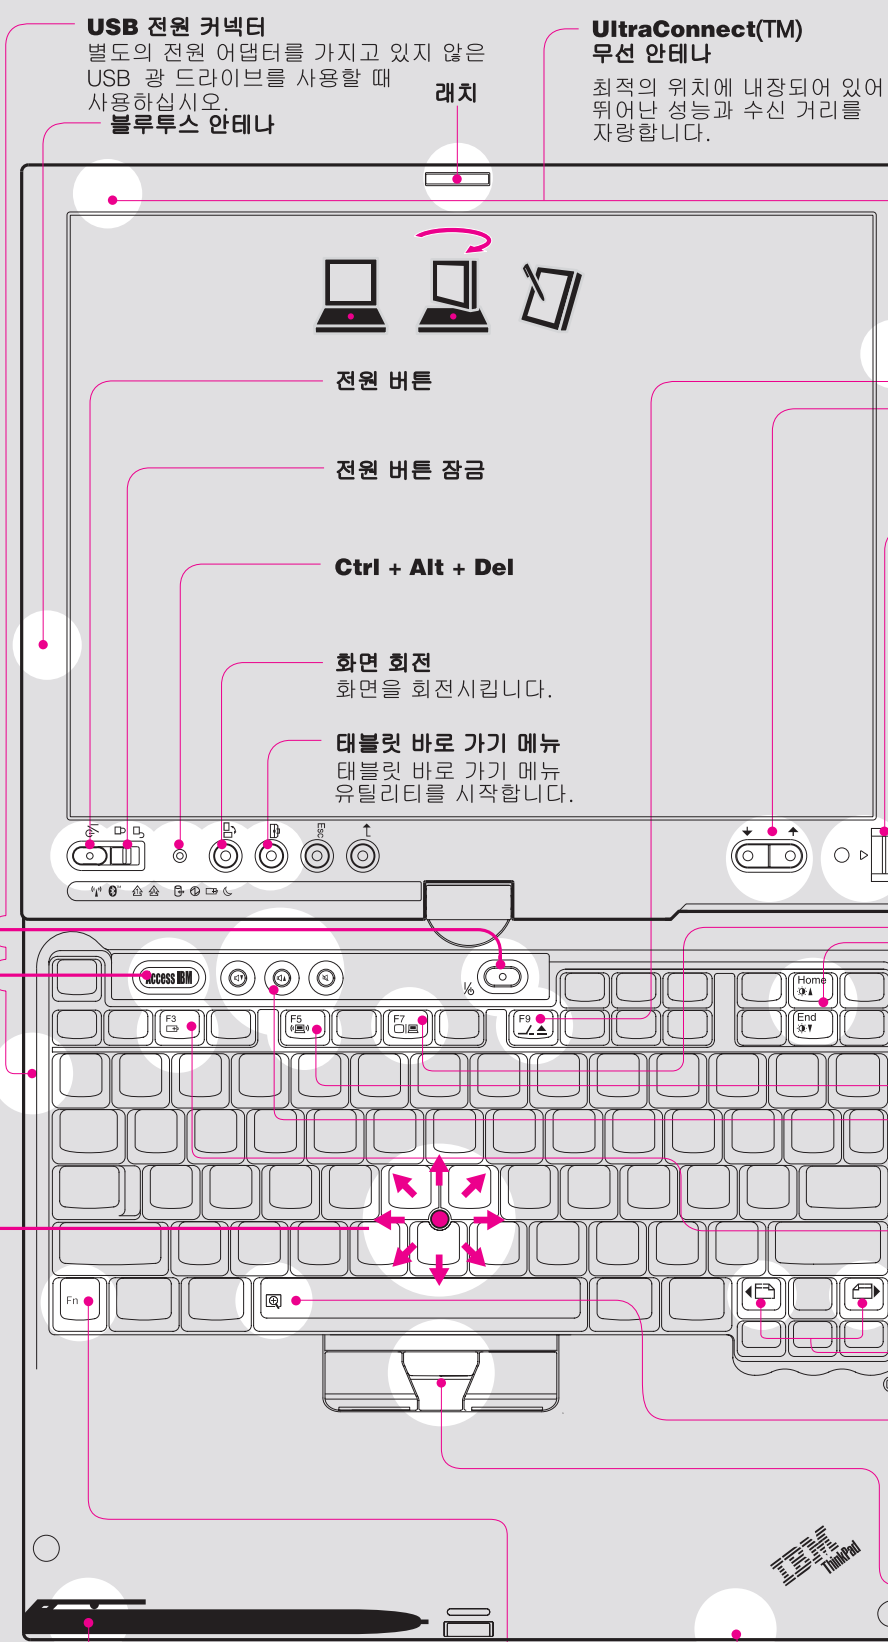 USB 전원 커넥터
별도의 전원 어댑터를 가지고 있지 않은
USB 광 드라이브를 사용할 때
사용하십시오.
블루투스 안테나
래치
UltraConnect(TM)
무선 안테나
최적의 위치에 내장되어 있어
뛰어난 성능과 수신 거리를
자랑합니다.
전원 버튼
전원 버튼 잠금
Ctrl + Alt + Del
화면 회전
화면을 회전시킵니다.
태블릿 바로 가기 메뉴
태블릿 바로 가기 메뉴
유틸리티를 시작합니다.
Esc
Access IBM
Home
F3
F5
F7
F9
End
Fn
IBM
ThinkPad